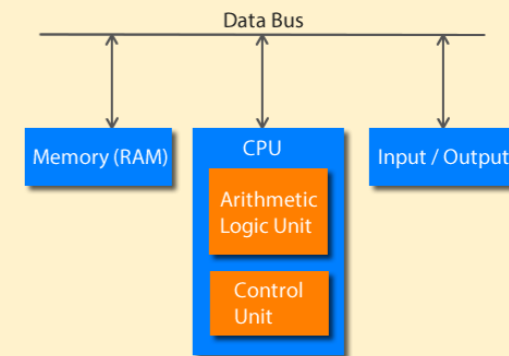 Data Bus
Memory (RAM)
CPU
Input / Output
Arithmetic
Logic Unit
Control
Unit